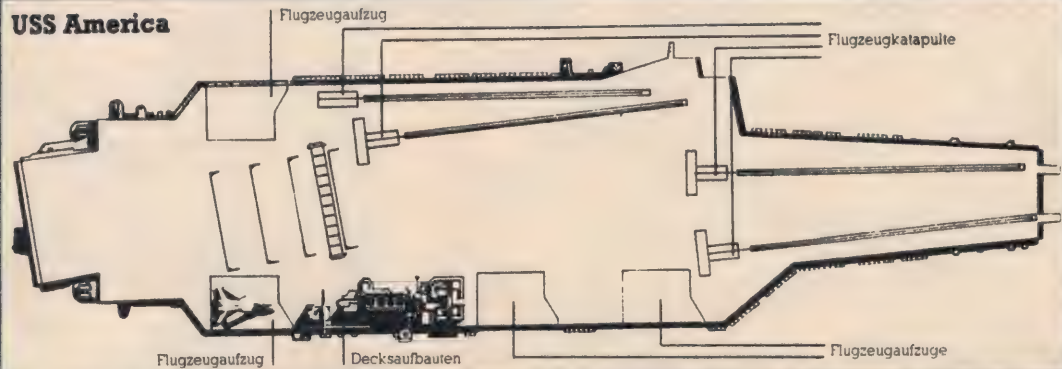 USS America
Flugzeugaufzug
Flugzeugkatapulte
Flugzeugaufzug
Decksaufbauten
Flugzeugaufzuge